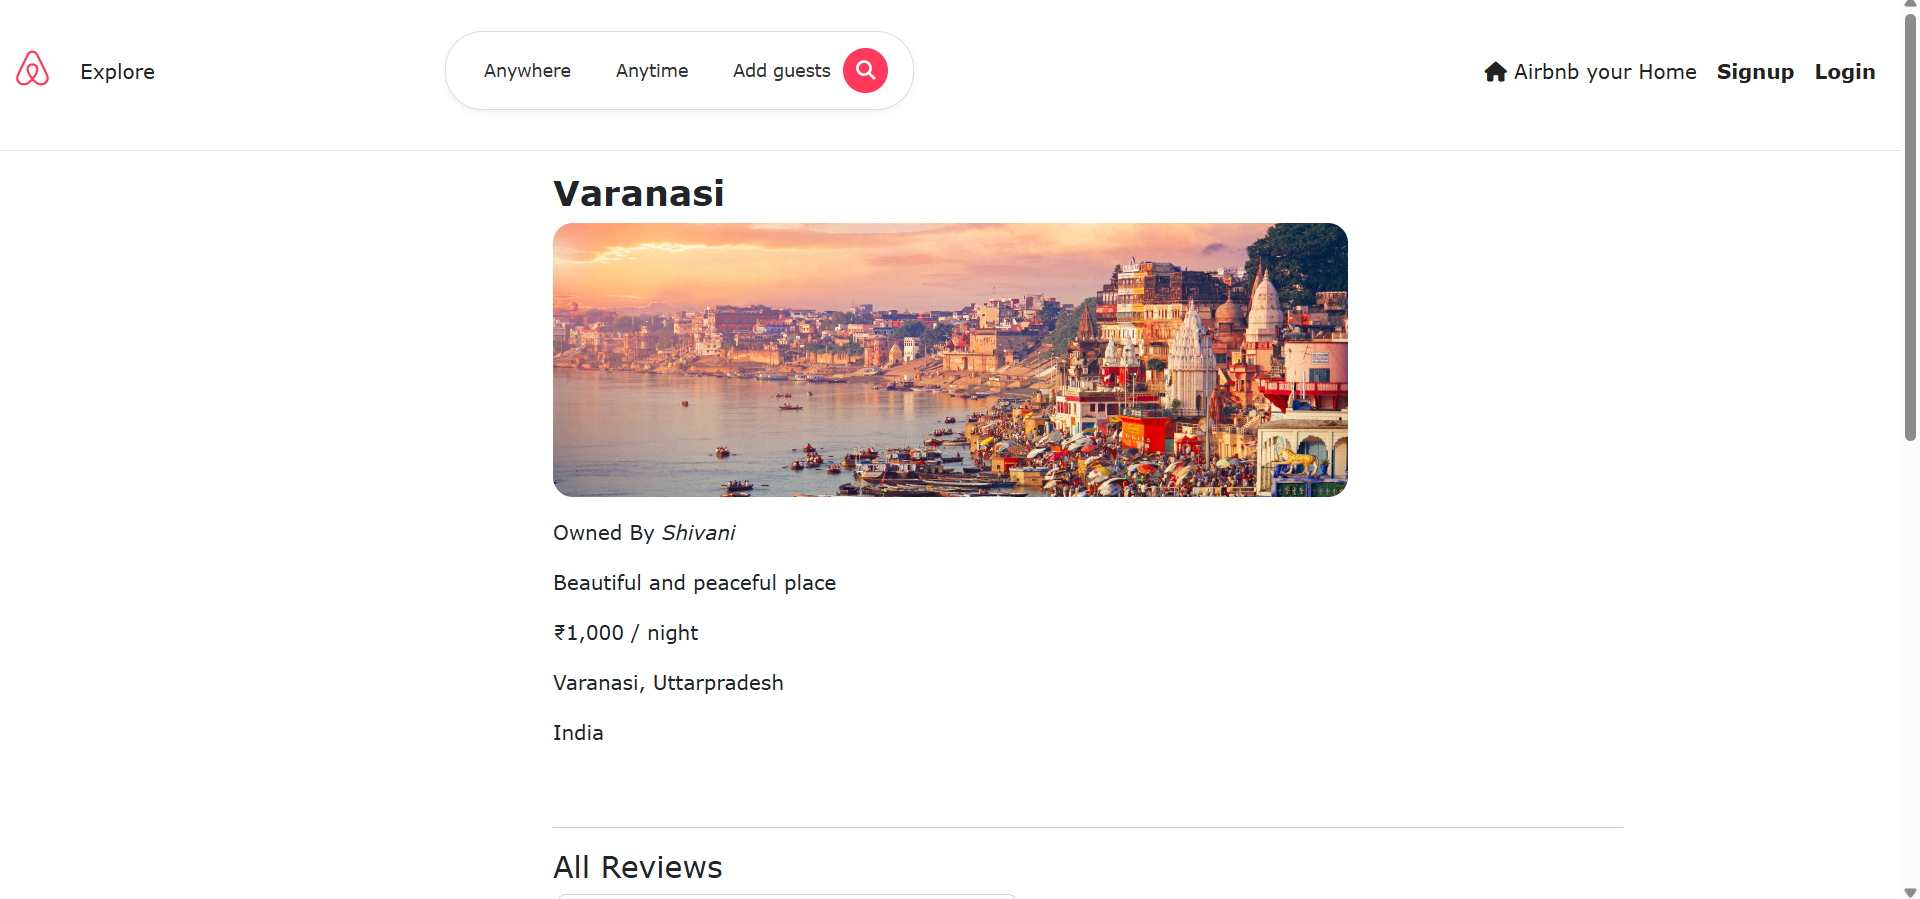 Explore
Anywhere Anytime Add guests
Airbnb your Home Signup Login
Varanasi
Owned By Shivani
Beautiful and peaceful place
₹1,000 / night
Varanasi, Uttarpradesh
India
All Reviews